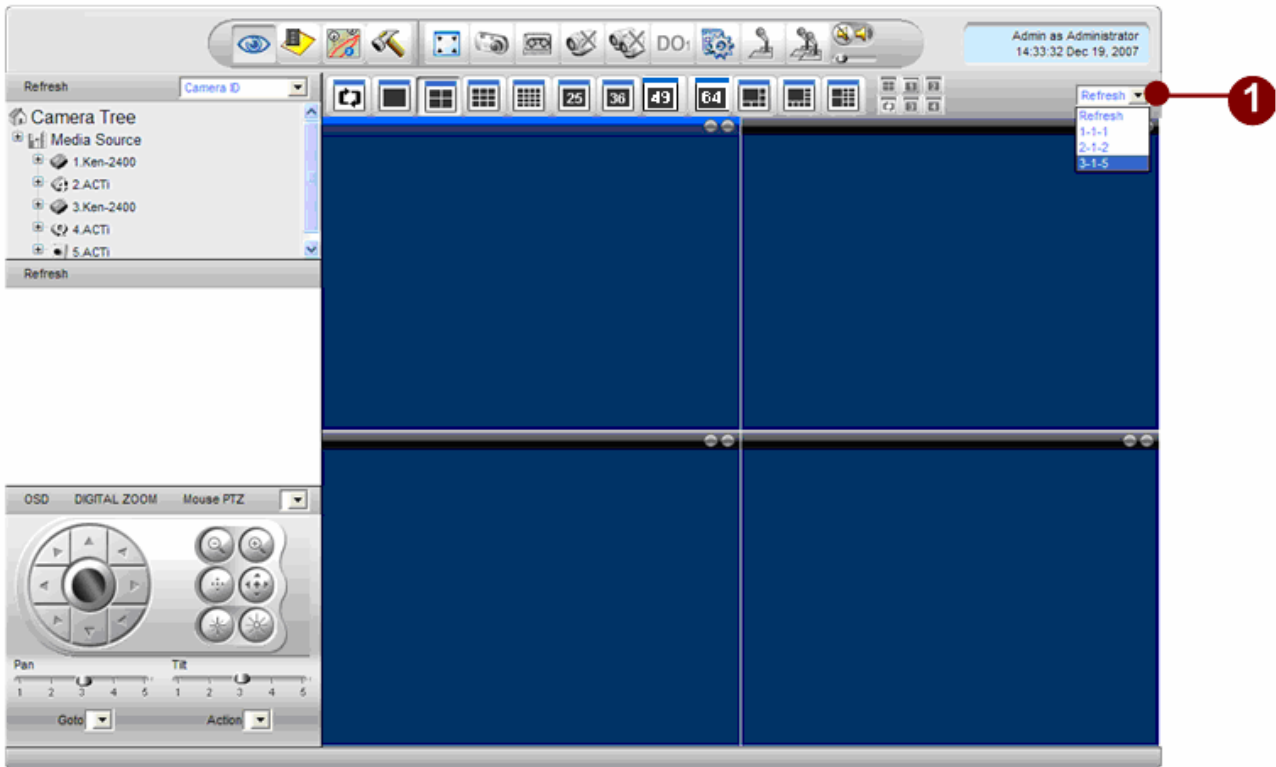 DO1
Admin as Administrator
14:33:32 Dec 19, 2007
Refresh
Camera ID
25
36
49
64
Refresh
1
Refresh
1-1-1
2-1-2
3-1-5
Camera Tree
Media Source
1.Ken-2400
2.ACTi
3.Ken-2400
4.ACTi
5.ACTi
Refresh
OSD DIGITAL ZOOM Mouse PTZ
Pan Tilt
1 2 3 4 5 1 2 3 4 5
Goto Action